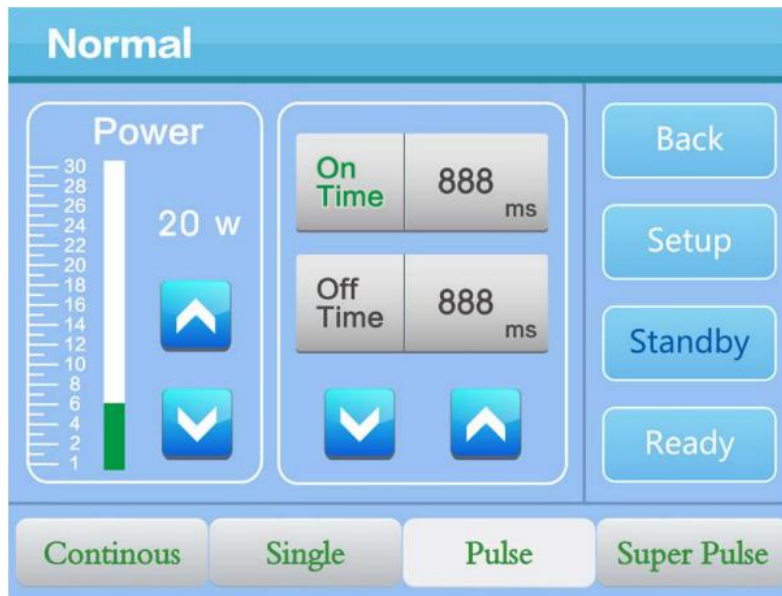 Normal
Power
30
28
26
24
22
20
18
16
14
12
10
8
6
4
2
1
20 w
On
Time
888
ms
Off
Time
888
ms
Back
Setup
Standby
Ready
Continous
Single
Pulse
Super Pulse